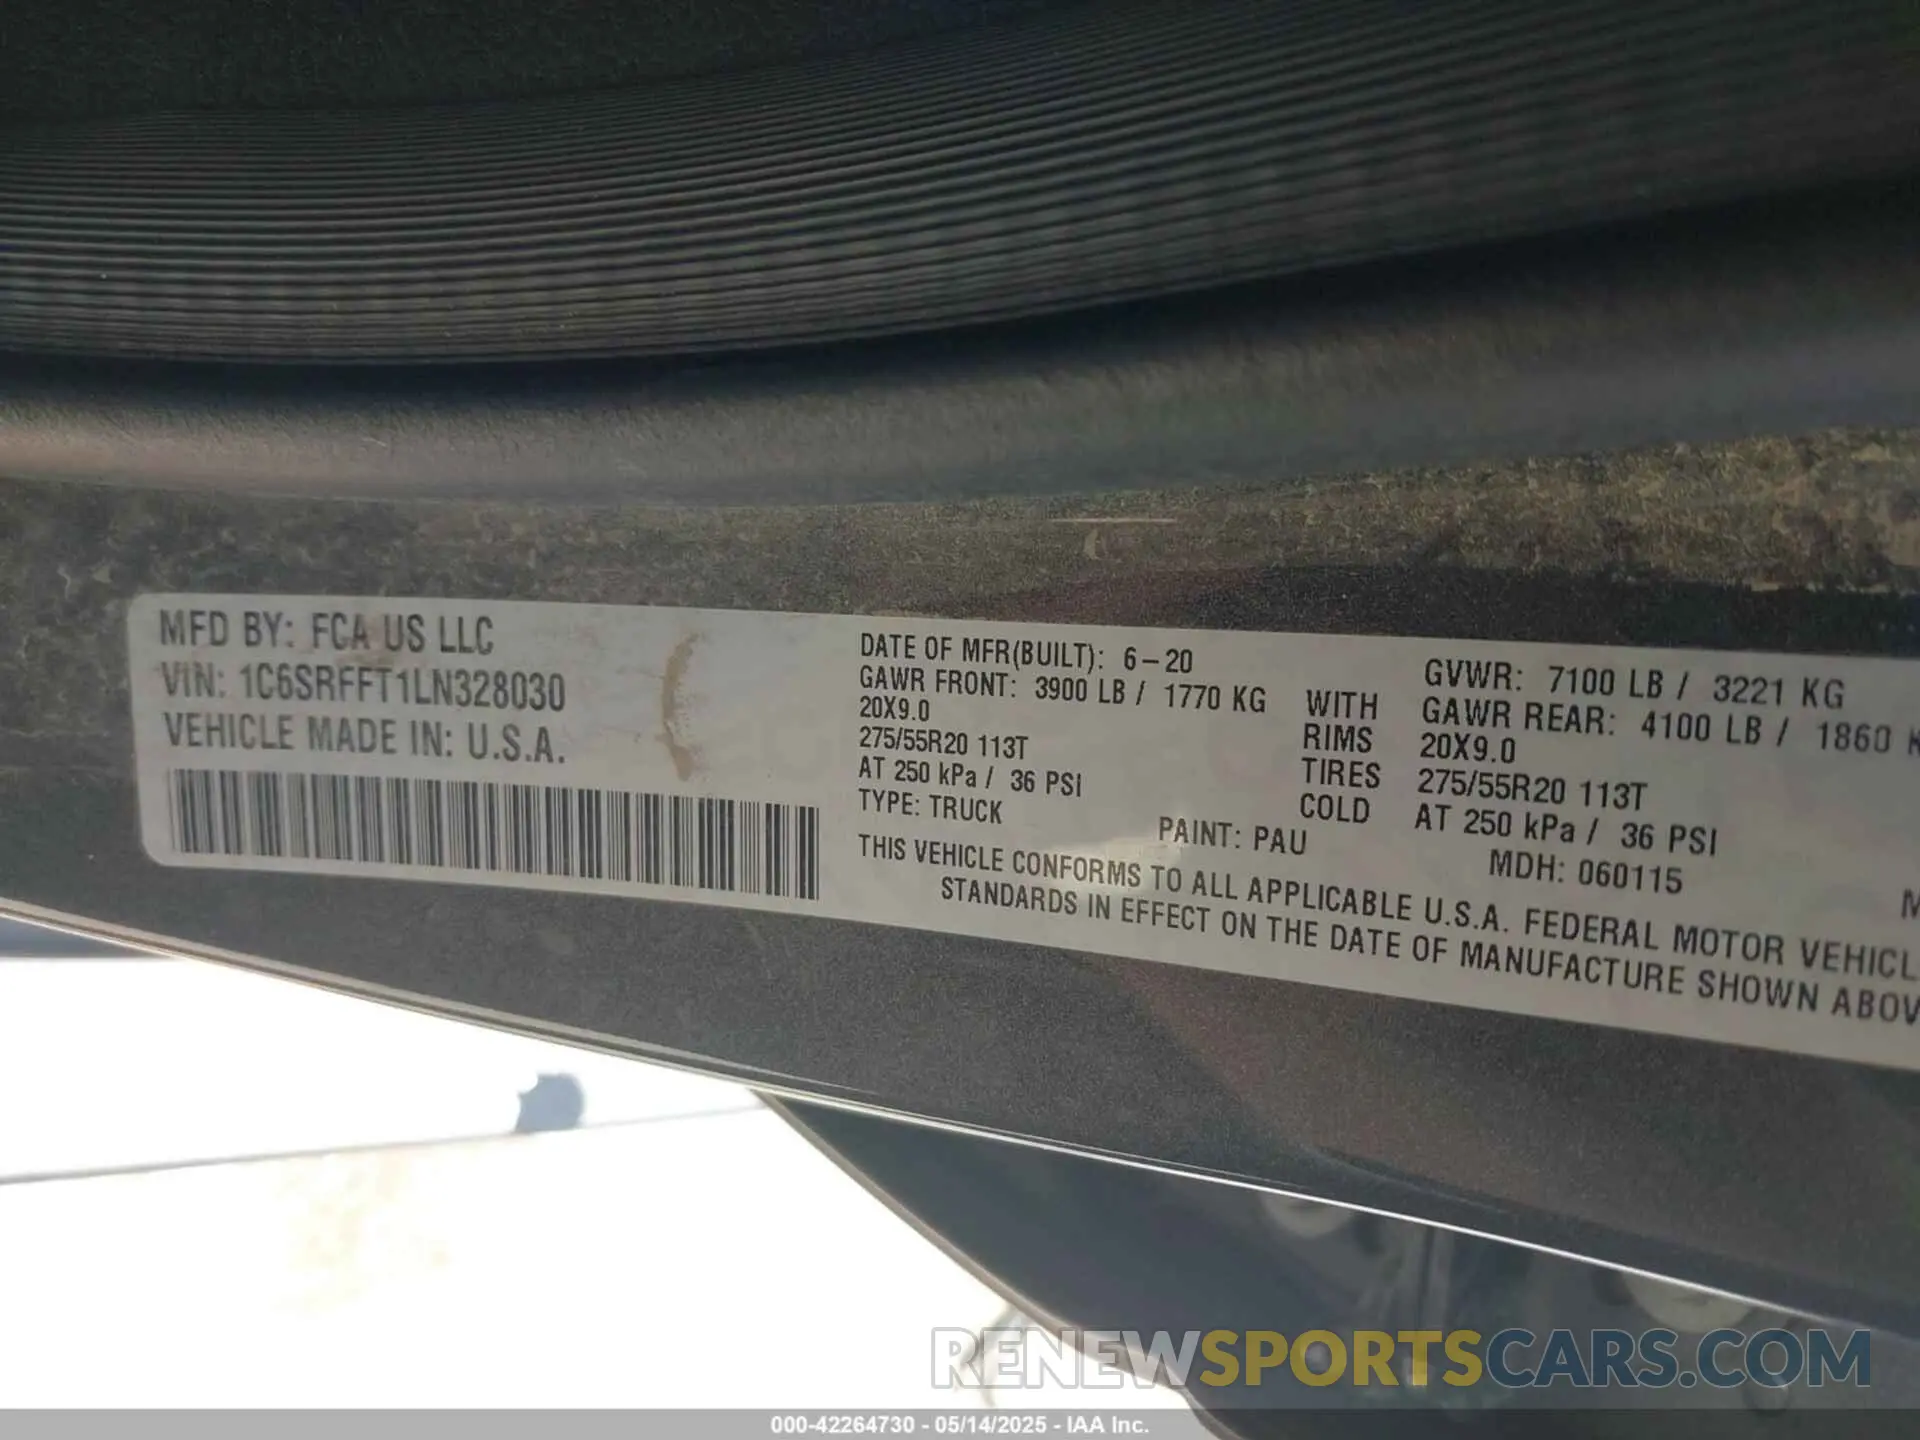 MFD BY: FCA US LLC
VIN: 1C6SRFFT1LN328030
VEHICLE MADE IN: U.S.A.
DATE OF MFR(BUILT): 6-20
GVWR: 7100 LB / 3221 KG
GAWR FRONT: 3900 LB / 1770 KG WITH GAWR REAR: 4100 LB / 1860
20X9.0 RIMS 20X9.0
275/55R20 113T TIRES 275/55R20 113T
AT 250 kPa / 36 PSI COLD AT 250 kPa / 36 PSI
TYPE: TRUCK PAINT: PAU MDH: 060115
THIS VEHICLE CONFORMS TO ALL APPLICABLE U.S.A. FEDERAL MOTOR VEHICL
STANDARDS IN EFFECT ON THE DATE OF MANUFACTURE SHOWN ABOV
RENEWSPORTSCARS.COM
000-42264730 - 05/14/2025 - IAA Inc.